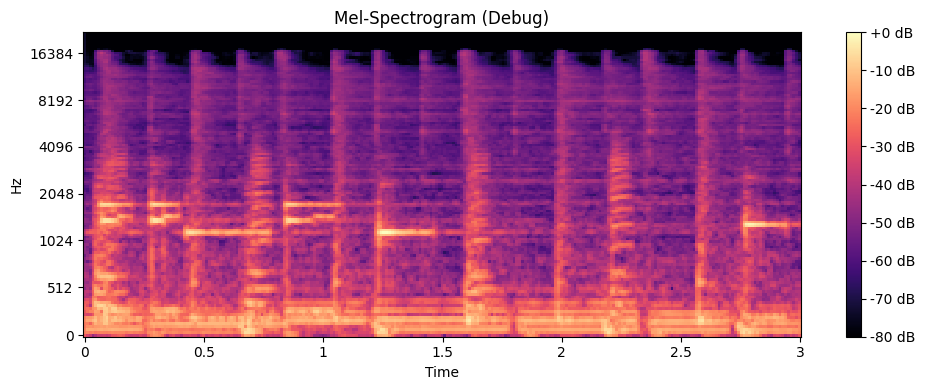 Mel-Spectrogram (Debug)
Hz
16384
8192
4096
2048
1024
512
0
0
0.5
1
1.5
2
2.5
3
Time
+0 dB
-10 dB
-20 dB
-30 dB
-40 dB
-50 dB
-60 dB
-70 dB
-80 dB